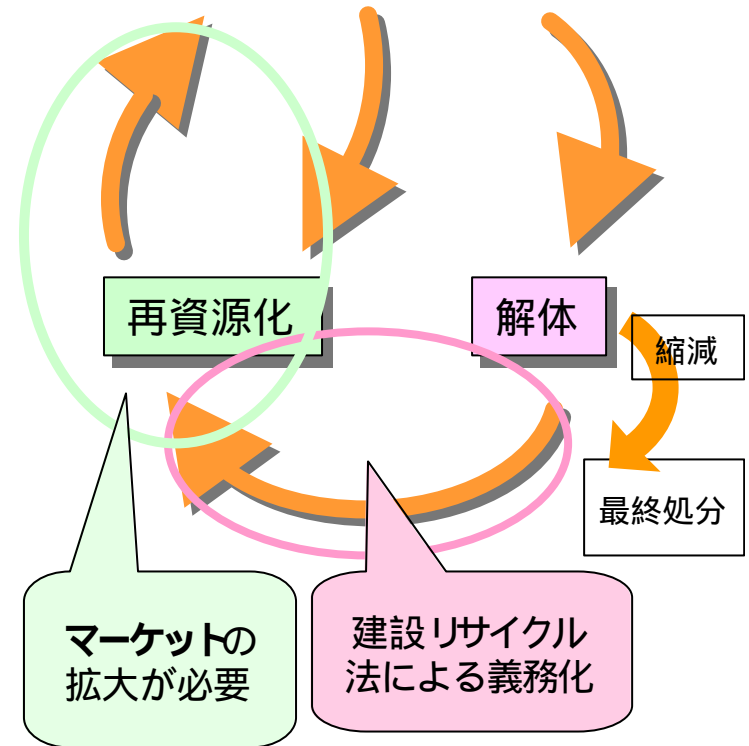 再資源化
解体
縮減
最終処分
マーケットの
拡大が必要
建設リサイクル
法による義務化